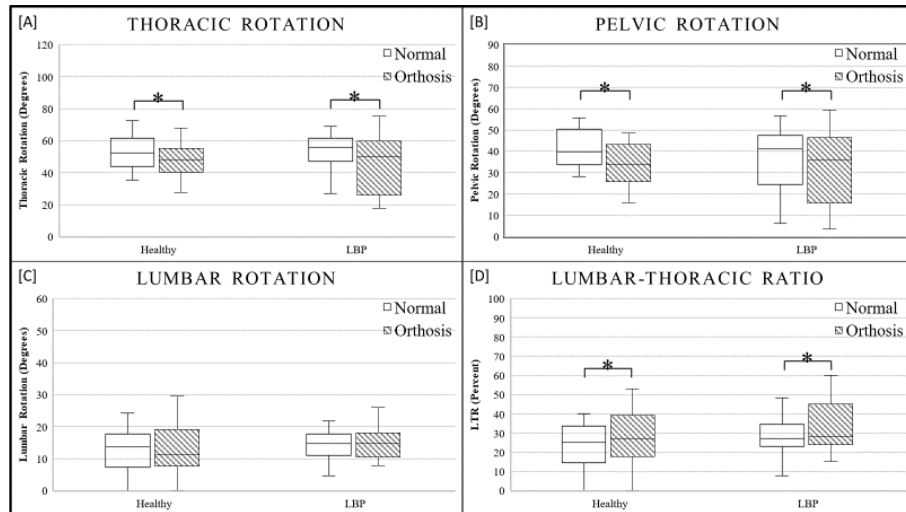 [A] THORACIC ROTATION
120
100
80
60
40
20
0
Thoracic Rotation (Degrees)
Normal
Orthosis
*
*
Healthy
LBP
[B] PELVIC ROTATION
90
80
70
60
50
40
30
20
10
0
Pelvic Rotation (Degrees)
Normal
Orthosis
*
*
Healthy
LBP
[C] LUMBAR ROTATION
60
50
40
30
20
10
0
Lumbar Rotation (Degrees)
Normal
Orthosis
Healthy
LBP
[D] LUMBAR-THORACIC RATIO
100
90
80
70
60
50
40
30
20
10
0
LTR (Percent)
Normal
Orthosis
*
*
Healthy
LBP